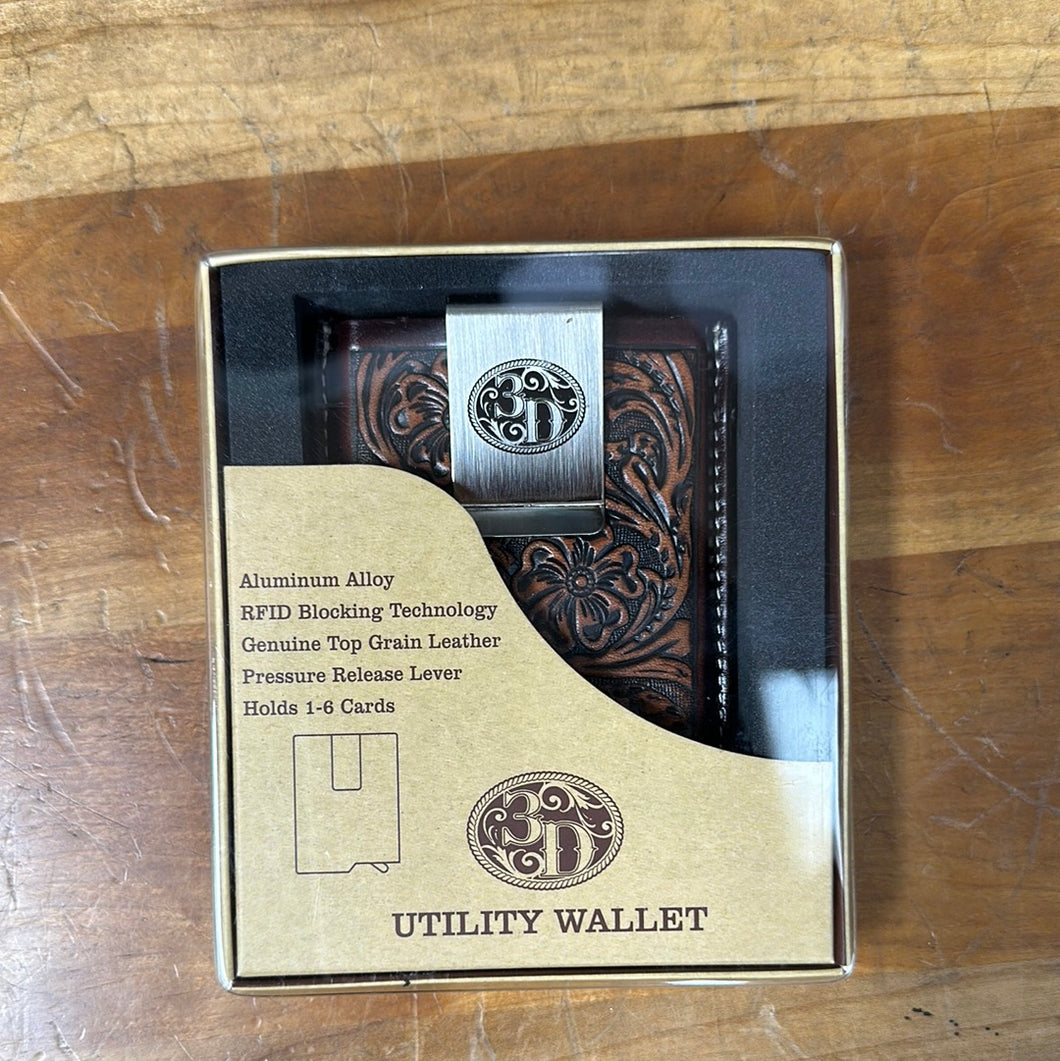 3D
Aluminum Alloy
RFID Blocking Technology
Genuine Top Grain Leather
Pressure Release Lever
Holds 1-6 Cards
3D
UTILITY WALLET